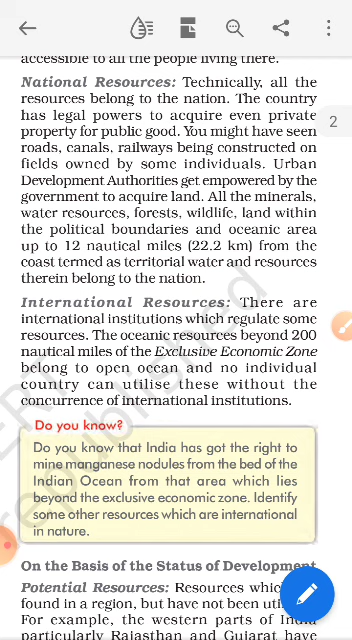 accessible to all the people living there.
National Resources: Technically, all the
resources belong to the nation. The country
has legal powers to acquire even private
property for public good. You might have seen
roads, canals, railways being constructed on
fields owned by some individuals. Urban
Development Authorities get empowered by the
government to acquire land. All the minerals,
water resources, forests, wildlife, land within
the political boundaries and oceanic area
up to 12 nautical miles (22.2 km) from the
coast termed as territorial water and resources
therein belong to the nation.
2
International Resources: There are
international institutions which regulate some
resources. The oceanic resources beyond 200
nautical miles of the Exclusive Economic Zone
belong to open ocean and no individual
country can utilise these without the
concurrence of international institutions.
Do you know?
Do you know that India has got the right to
mine manganese nodules from the bed of the
Indian Ocean from that area which lies
beyond the exclusive economic zone. Identify
some other resources which are international
in nature.
On the Basis of the Status of Development
Potential Resources: Resources which
found in a region, but have not been
For example, the western parts of India
particularly Rajasthan and Gujarat have